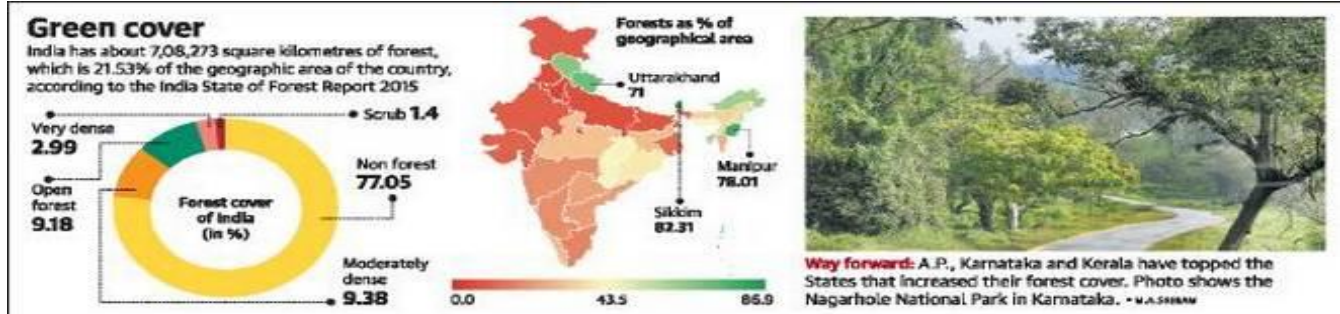 Green cover
India has about 7,08,273 square kilometres of forest,
which is 21.53% of the geographic area of the country,
according to the India State of Forest Report 2015
Scrub 1.4
Very dense
2.99
Non forest
77.05
Open
forest
9.18
Forest cover
of India
(in %)
Moderately
dense
9.38
Forests as % of
geographical area
Uttarakhand
71
Manipur
78.01
Sikkim
82.31
0.0
43.5
86.9
Way forward: A.P., Karnataka and Kerala have topped the
States that increased their forest cover. Photo shows the
Nagarhole National Park in Karnataka.